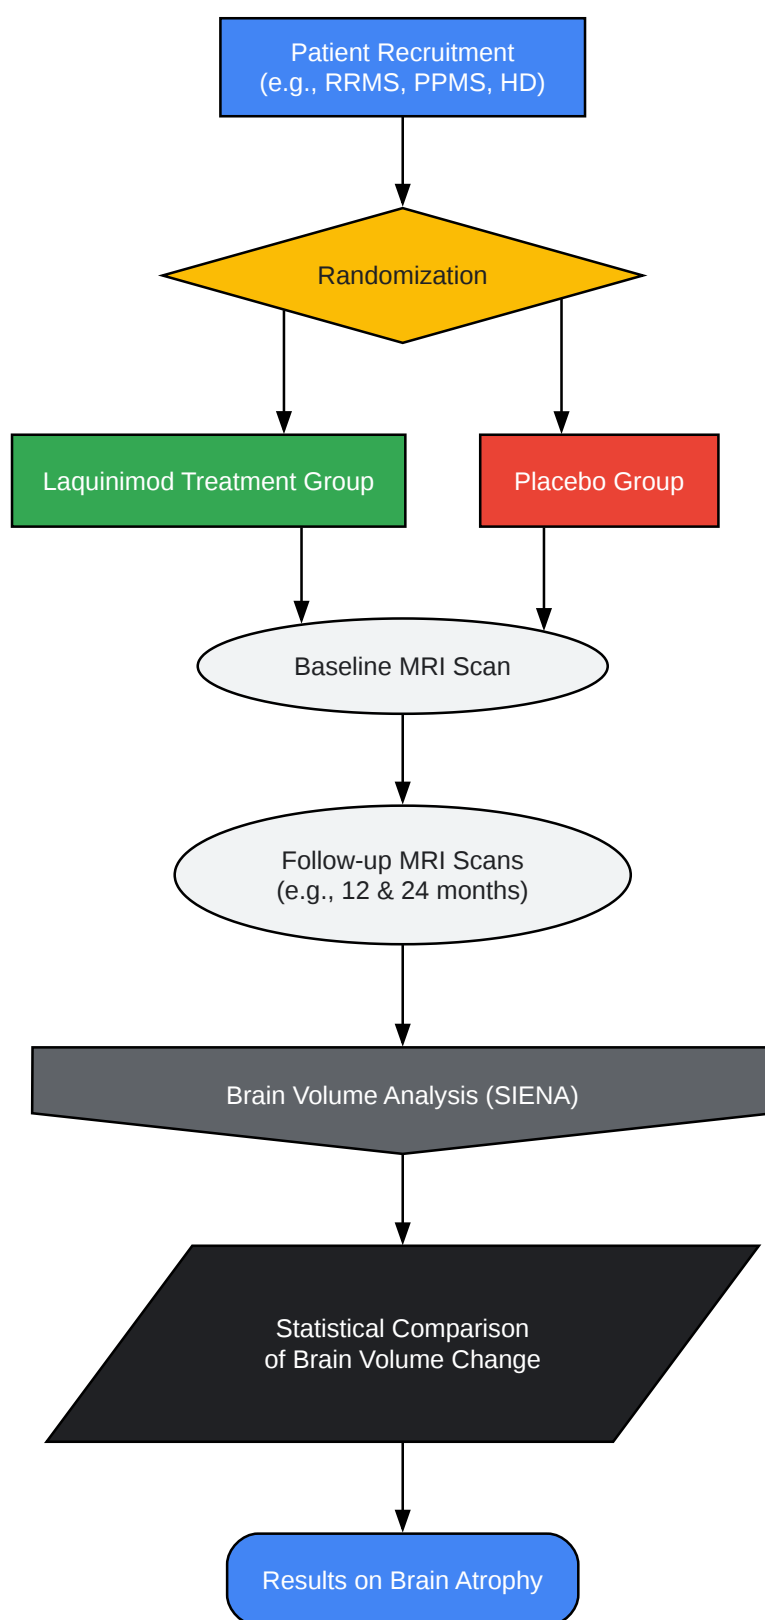 Patient Recruitment
(e.g., RRMS, PPMS, HD)
Randomization
Laquinimod Treatment Group
Placebo Group
Baseline MRI Scan
Follow-up MRI Scans
(e.g., 12 & 24 months)
Brain Volume Analysis (SIENA)
Statistical Comparison
of Brain Volume Change
Results on Brain Atrophy